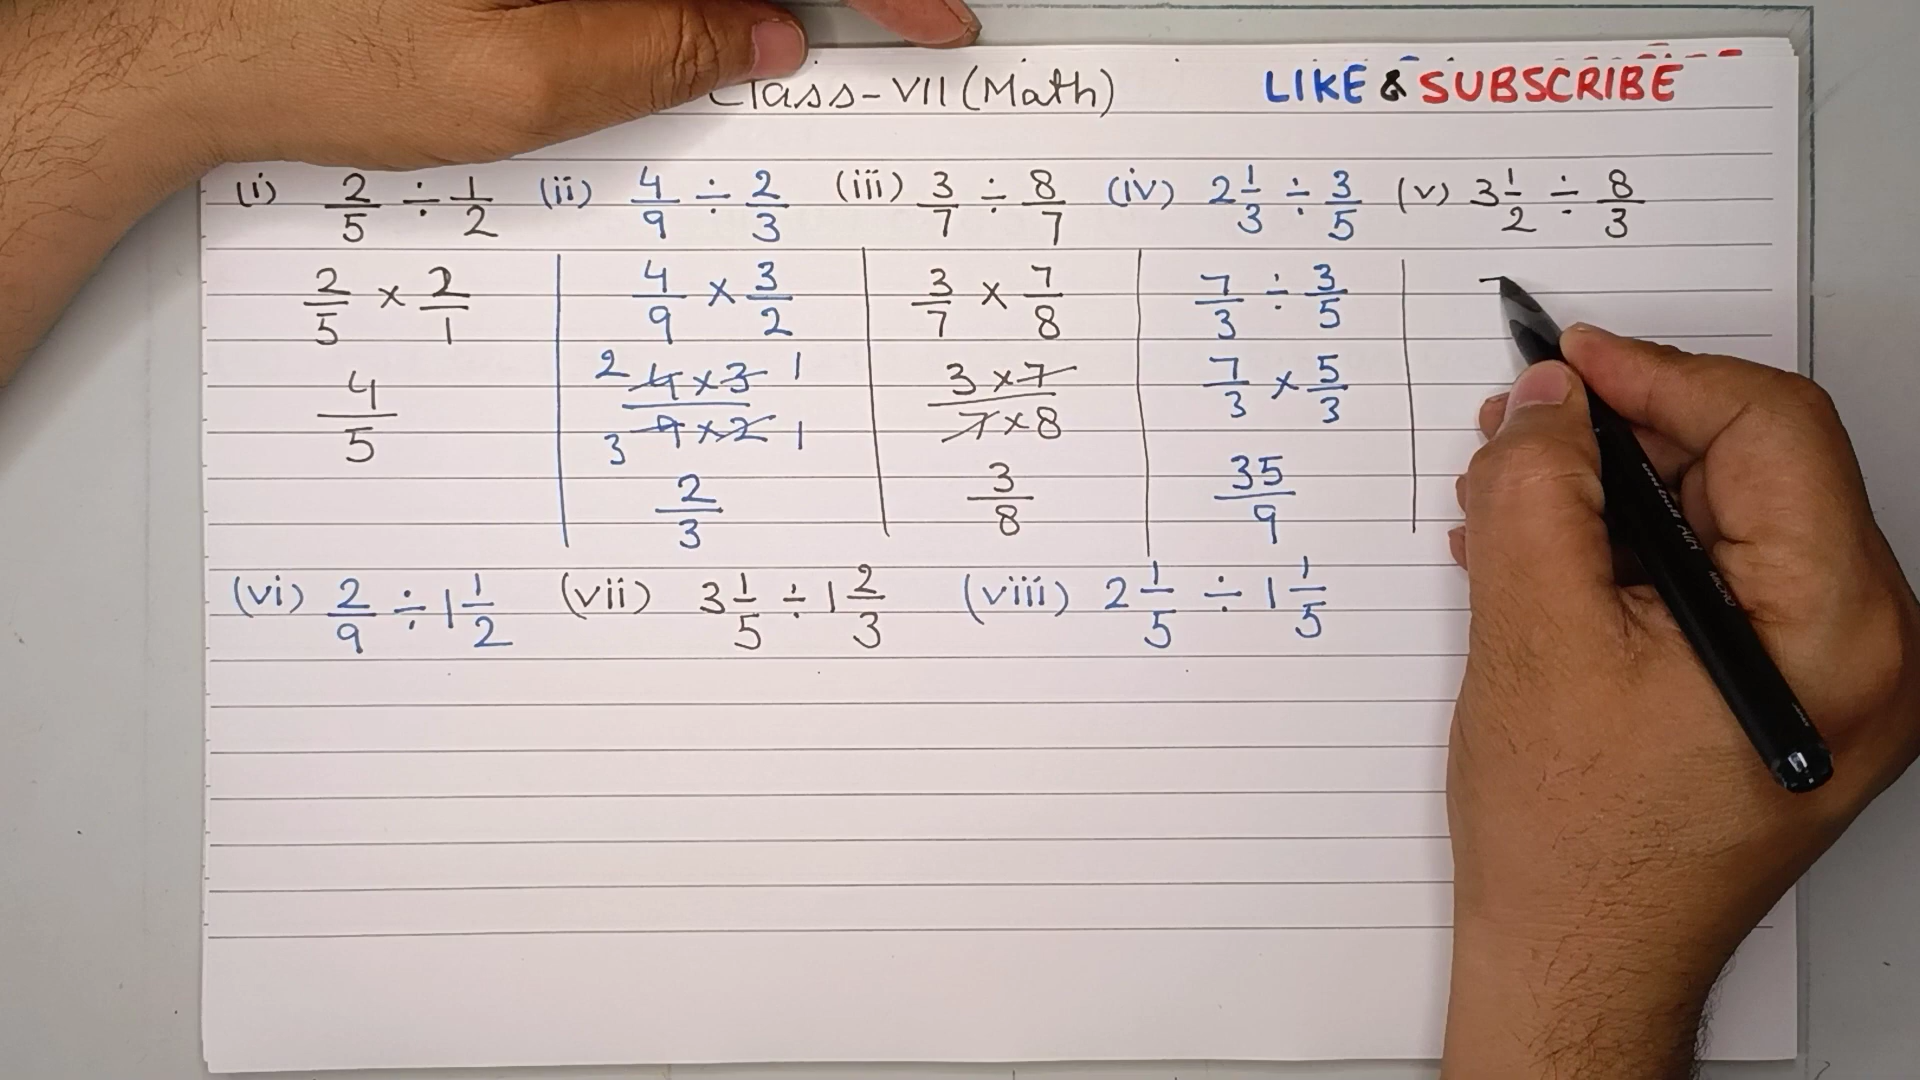 Class-VII (Math) LIKE & SUBSCRIBE
(i) 2/5 ÷ 1/2 (ii) 4/9 ÷ 2/3 (iii) 3/7 ÷ 8/7 (iv) 2 1/3 ÷ 3/5 (v) 3 1/2 ÷ 8/3
2/5 × 2/1
4/5
4/9 × 3/2
2 4×3 1
3 9×2 1
2/3
3/7 × 7/8
3×7/7×8
3/8
7/3 ÷ 3/5
7/3 × 5/3
35/9
7
(vi) 2/9 ÷ 1 1/2 (vii) 3 1/5 ÷ 1 2/3 (viii) 2 1/5 ÷ 1 1/5